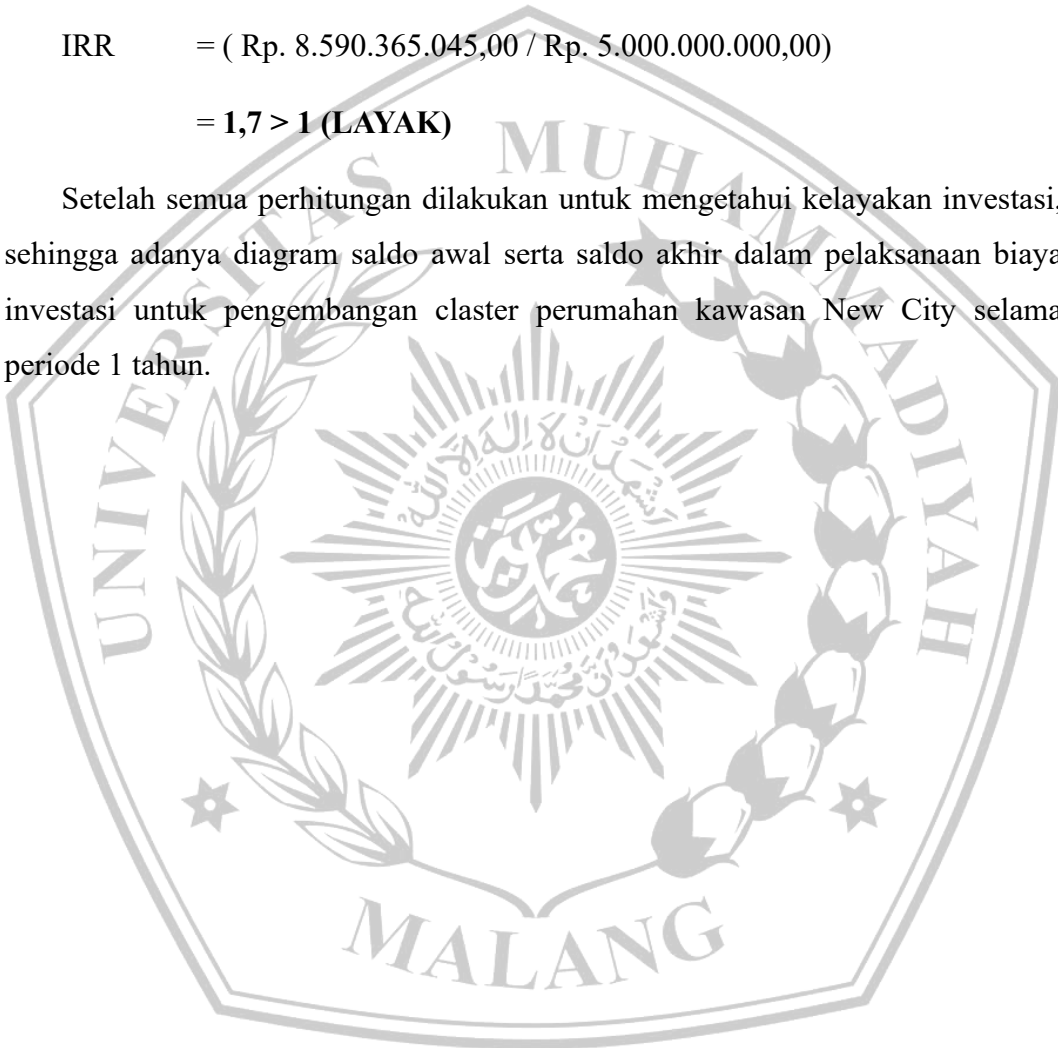 IRR = ( Rp. 8.590.365.045,00 / Rp. 5.000.000.000,00)
= 1,7 > 1 (LAYAK)
Setelah semua perhitungan dilakukan untuk mengetahui kelayakan investasi,
sehingga adanya diagram saldo awal serta saldo akhir dalam pelaksanaan biaya
investasi untuk pengembangan claster perumahan kawasan New City selama
periode 1 tahun.
UNIVERSITAS MUHAMMADIYAH
MALANG